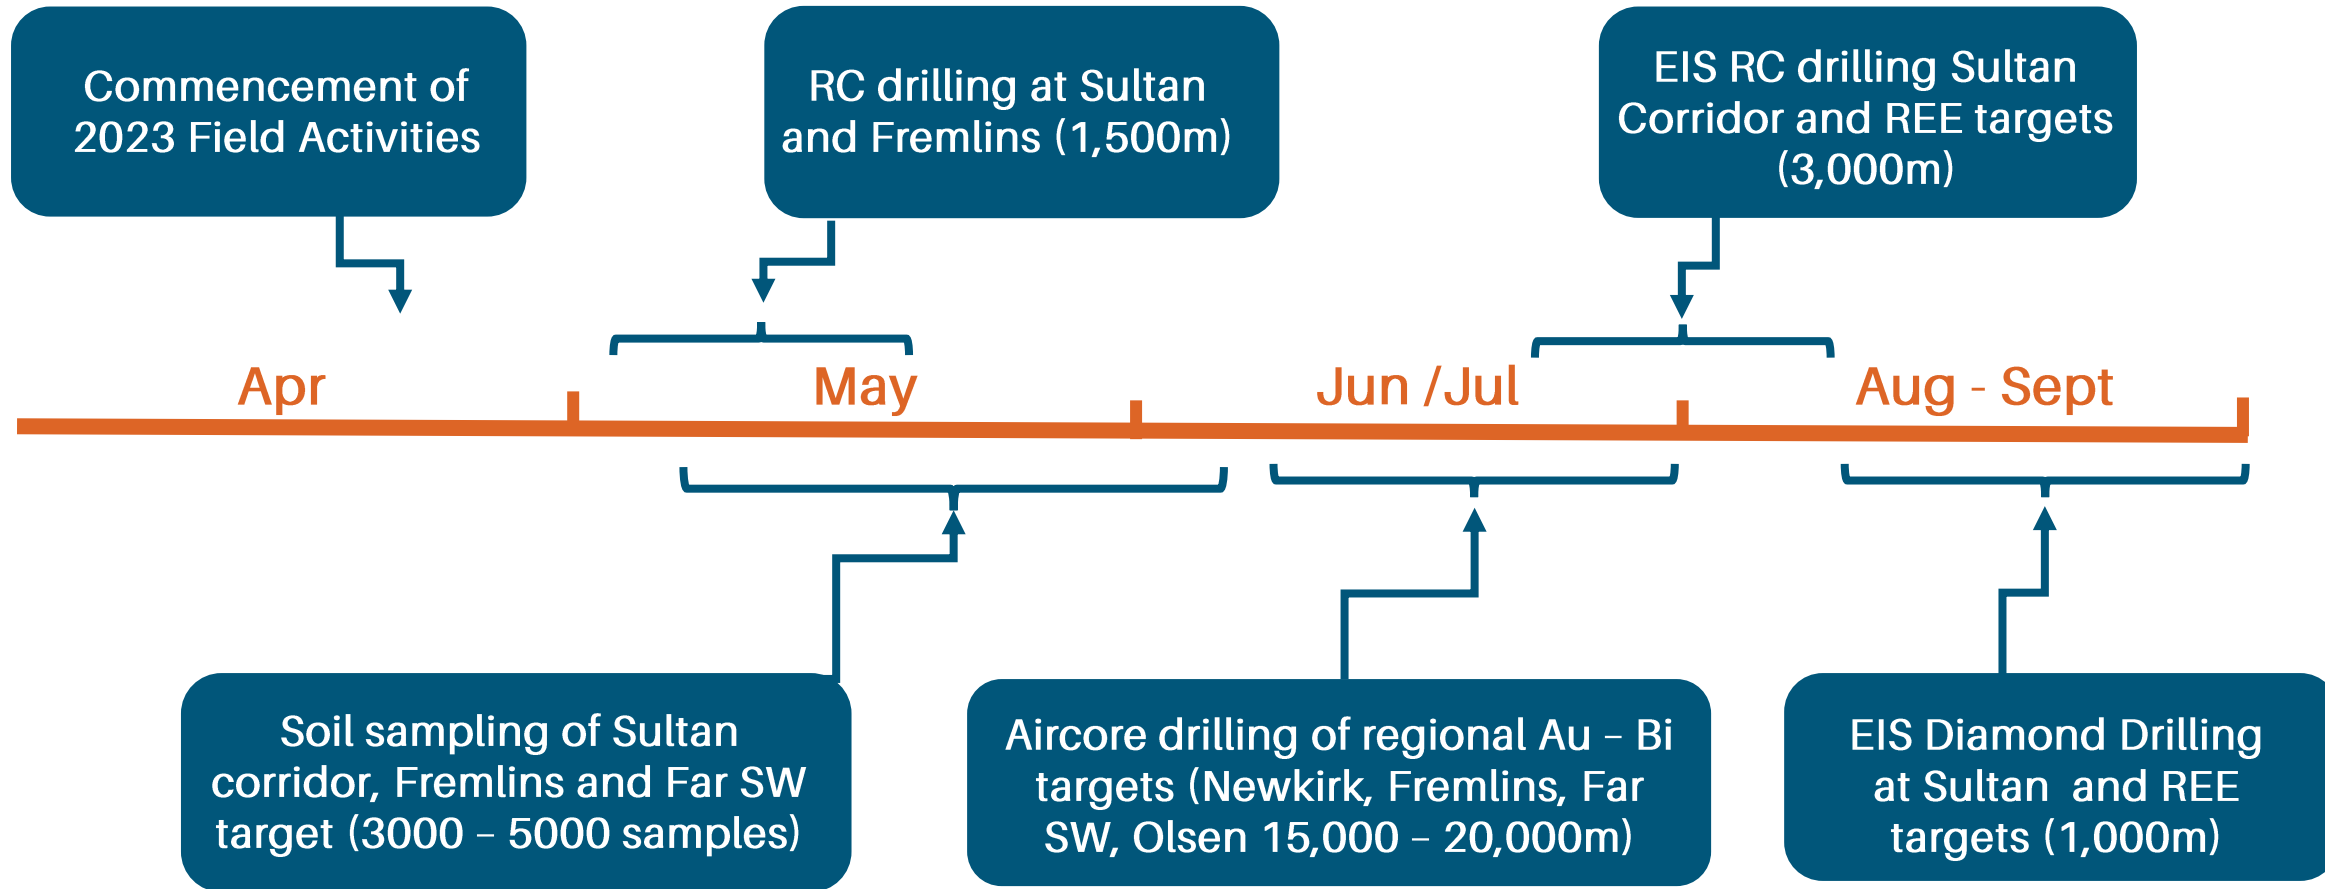 Commencement of
2023 Field Activities
RC drilling at Sultan
and Fremlins (1,500m)
EIS RC drilling Sultan
Corridor and REE targets
(3,000m)
Apr
May
Jun /Jul
Aug - Sept
Soil sampling of Sultan
corridor, Fremlins and Far SW
target (3000 – 5000 samples)
Aircore drilling of regional Au – Bi
targets (Newkirk, Fremlins, Far
SW, Olsen 15,000 – 20,000m)
EIS Diamond Drilling
at Sultan  and REE
targets (1,000m)